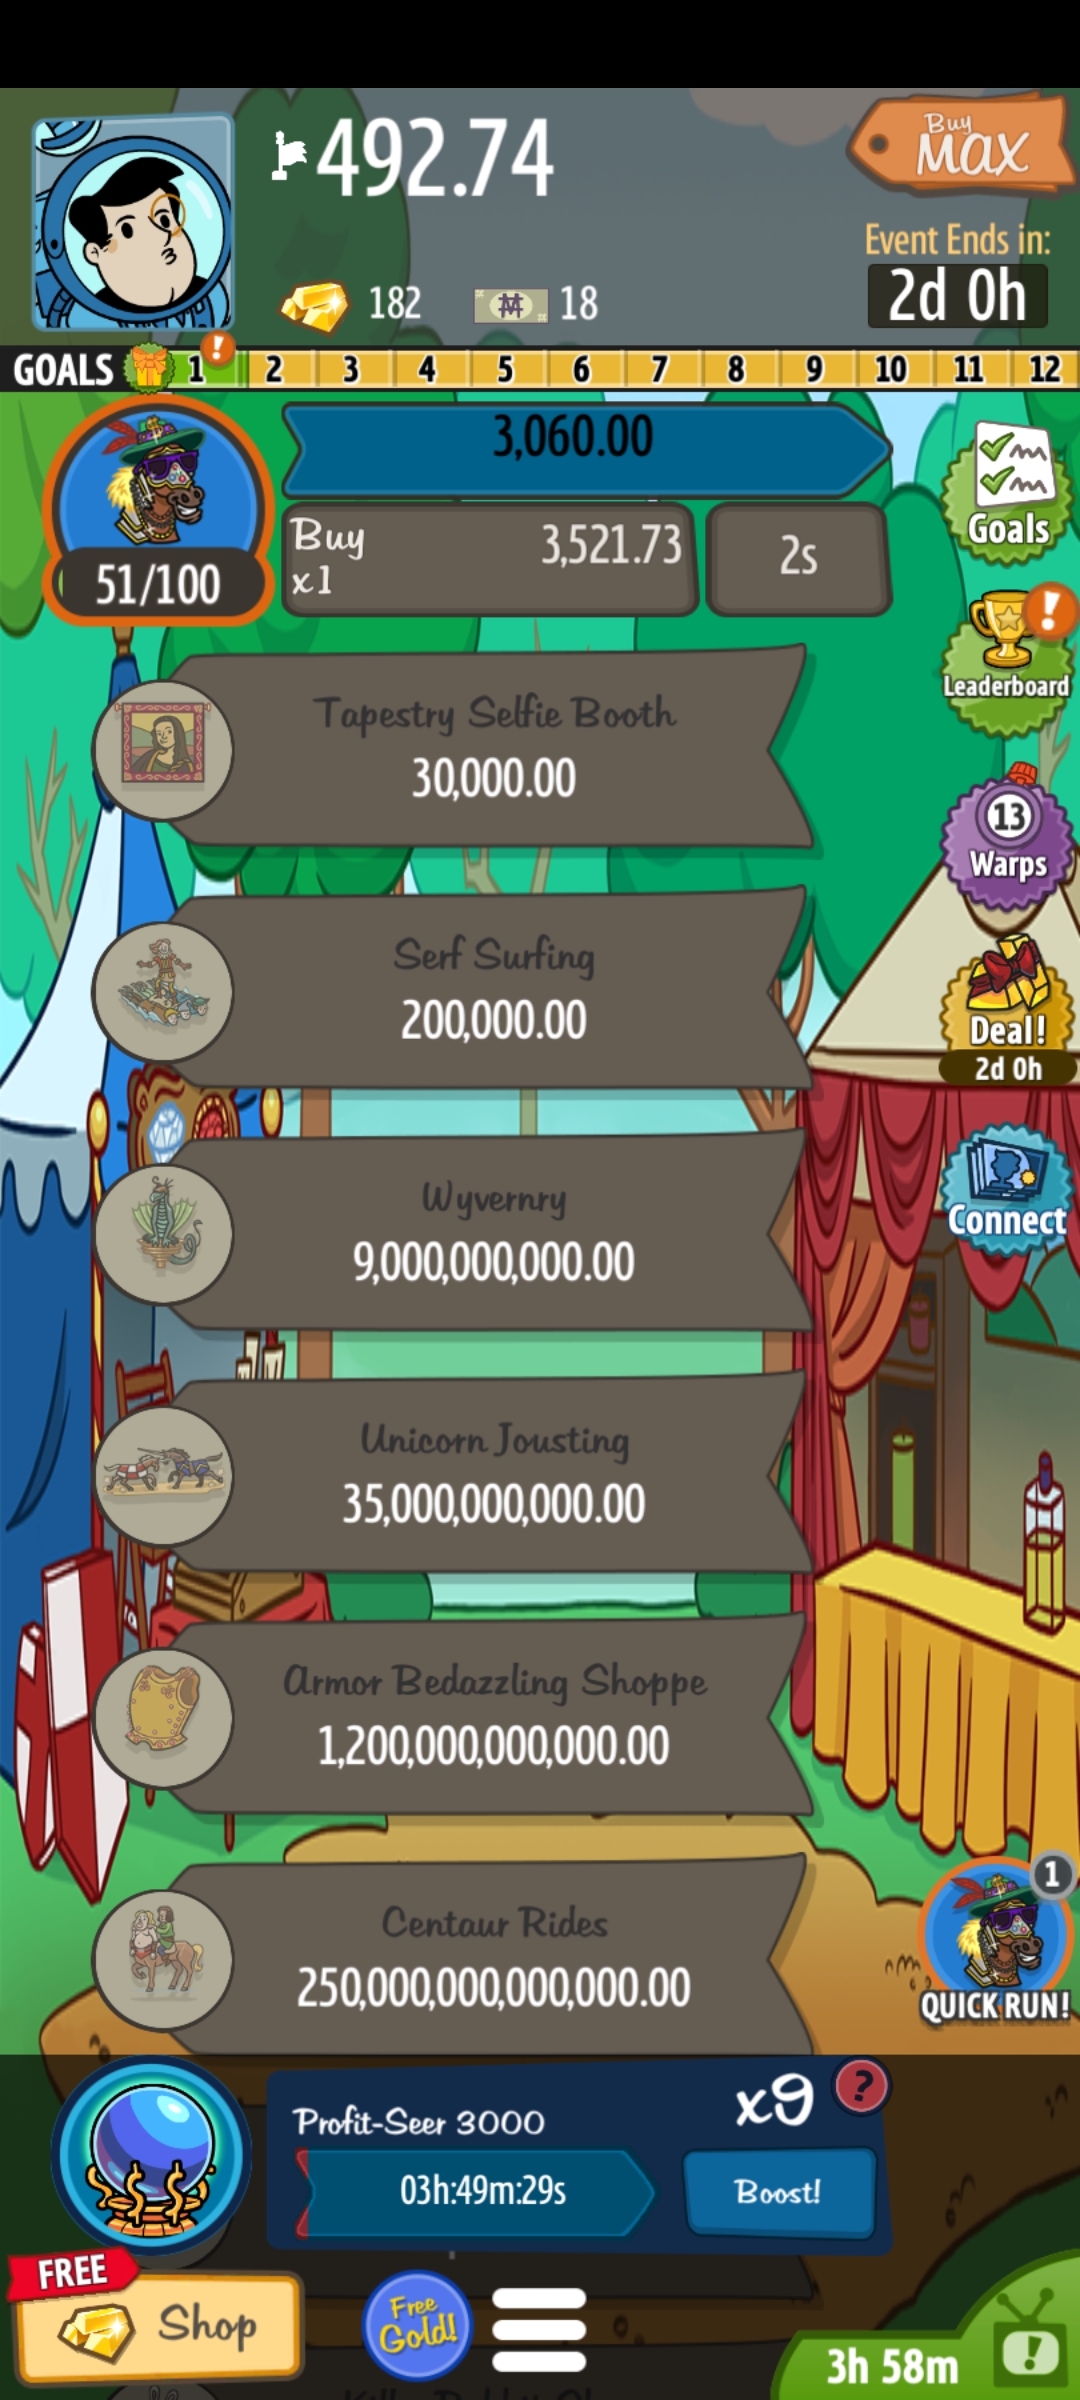 492.74
Buy
MAX
182
18
Event Ends in:
2d 0h
GOALS 1 ! 2 3 4 5 6 7 8 9 10 11 12
3,060.00
Buy
x1
3,521.73
2s
51/100
Goals
!
Leaderboard
Tapestry Selfie Booth
30,000.00
13
Warps
Serf Surfing
200,000.00
Deal!
2d 0h
Wyvernry
9,000,000,000.00
Connect
Unicorn Jousting
35,000,000,000.00
Armor Bedazzling Shoppe
1,200,000,000,000.00
Centaur Rides
250,000,000,000,000.00
1
QUICK RUN!
Profit-Seer 3000
x9
?
03h:49m:29s
Boost!
FREE
Shop
Free
Gold!
3h 58m
!